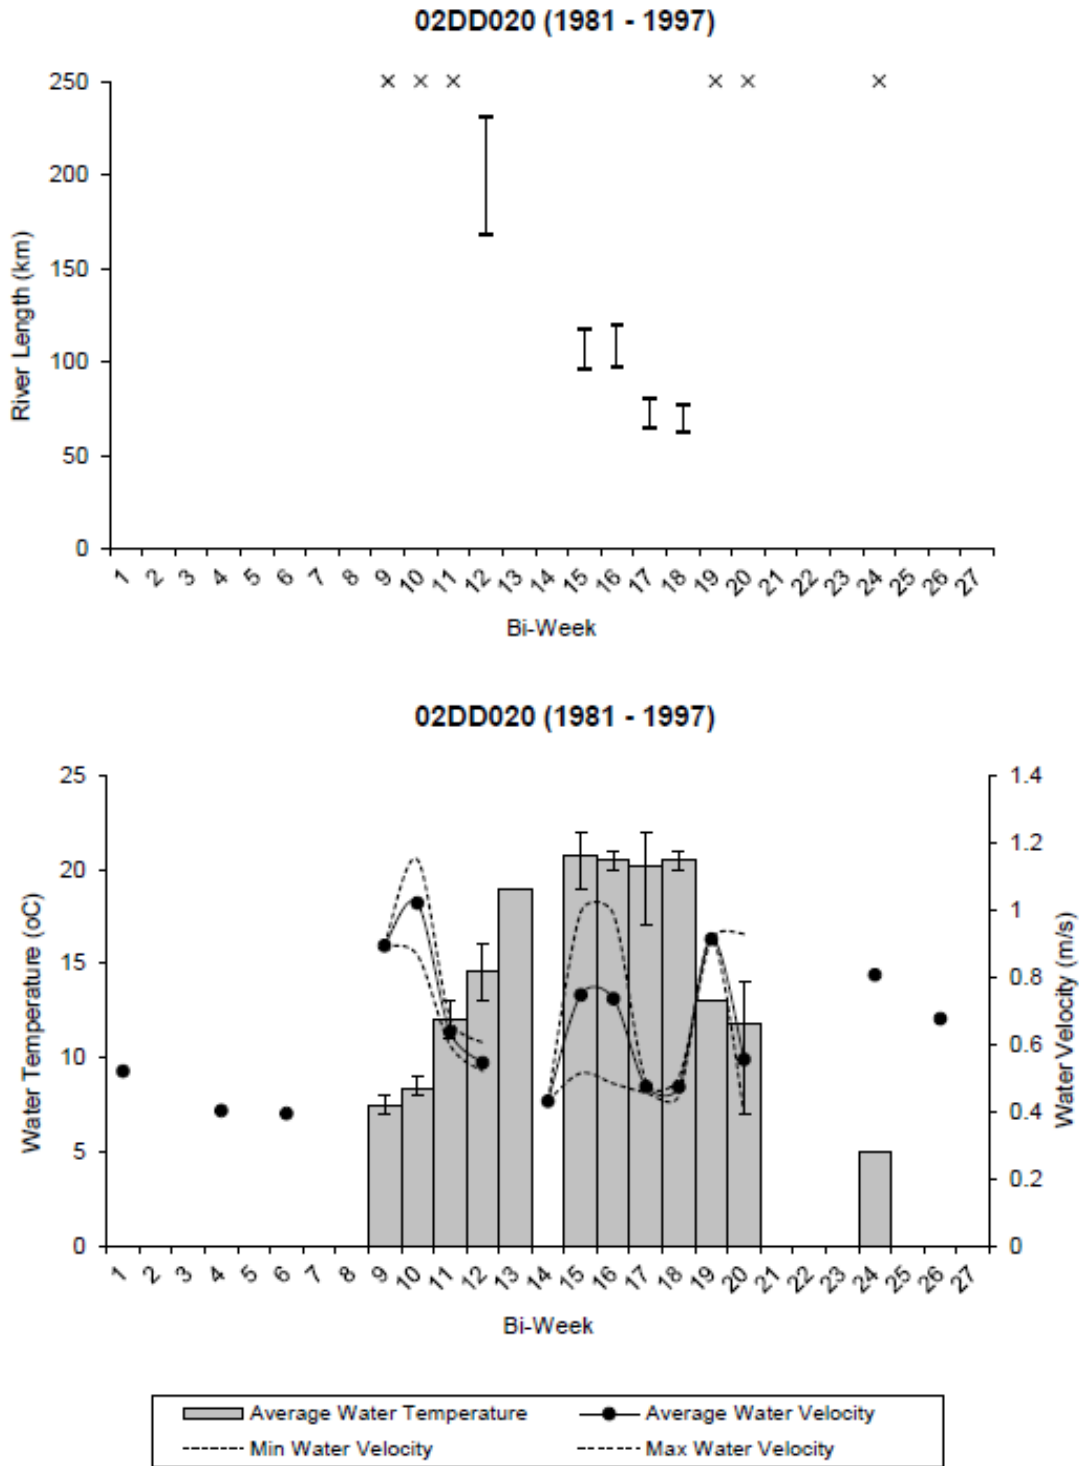 02DD020 (1981 - 1997)
250
200
150
100
50
0
River Length (km)
1 2 3 4 5 6 7 8 9 10 11 12 13 14 15 16 17 18 19 20 21 22 23 24 25 26 27
Bi-Week
02DD020 (1981 - 1997)
25
20
15
10
5
0
Water Temperature (oC)
1.4
1.2
1
0.8
0.6
0.4
0.2
0
Water Velocity (m/s)
1 2 3 4 5 6 7 8 9 10 11 12 13 14 15 16 17 18 19 20 21 22 23 24 25 26 27
Bi-Week
Average Water Temperature
Average Water Velocity
Min Water Velocity
Max Water Velocity